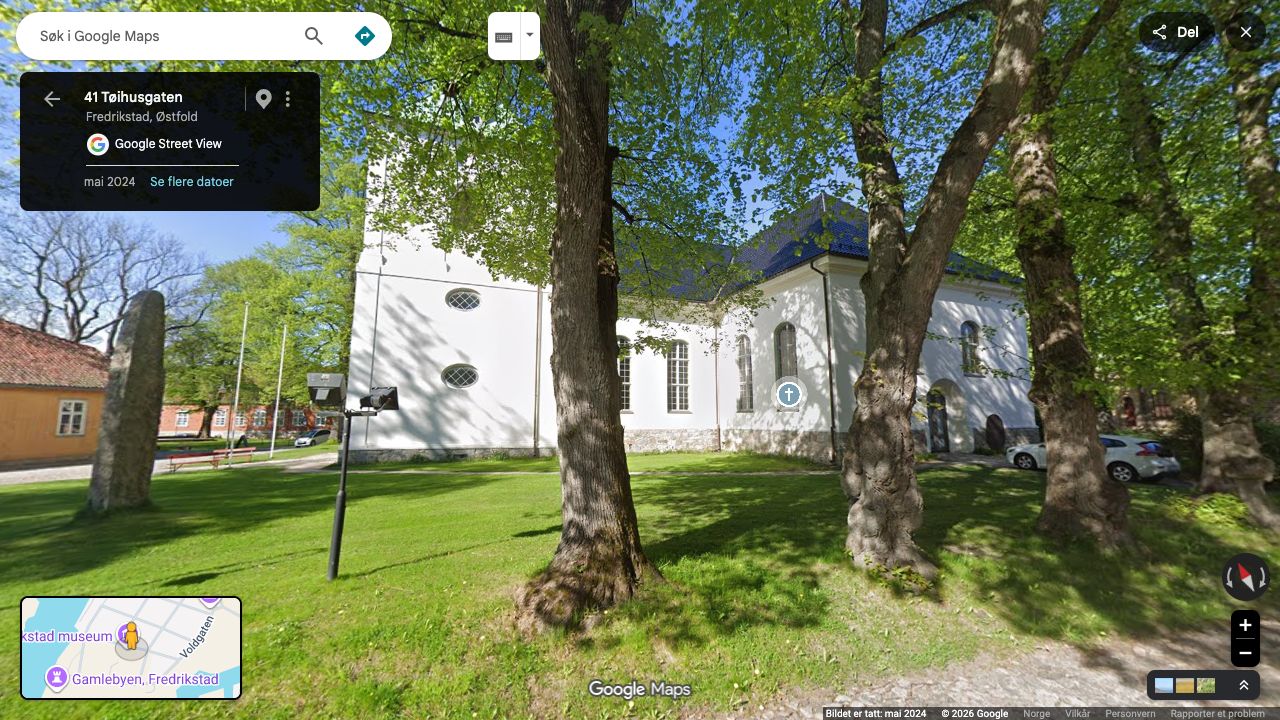 Søk i Google Maps
Del
41 Tøihusgaten
Fredrikstad, Østfold
Google Street View
mai 2024 Se flere datoer
Voldgaten
kstad museum
Gamlebyen, Fredrikstad
Google Maps
Bildet er tatt: mai 2024 © 2026 Google Norge Vilkår Personvern Rapporter et problem